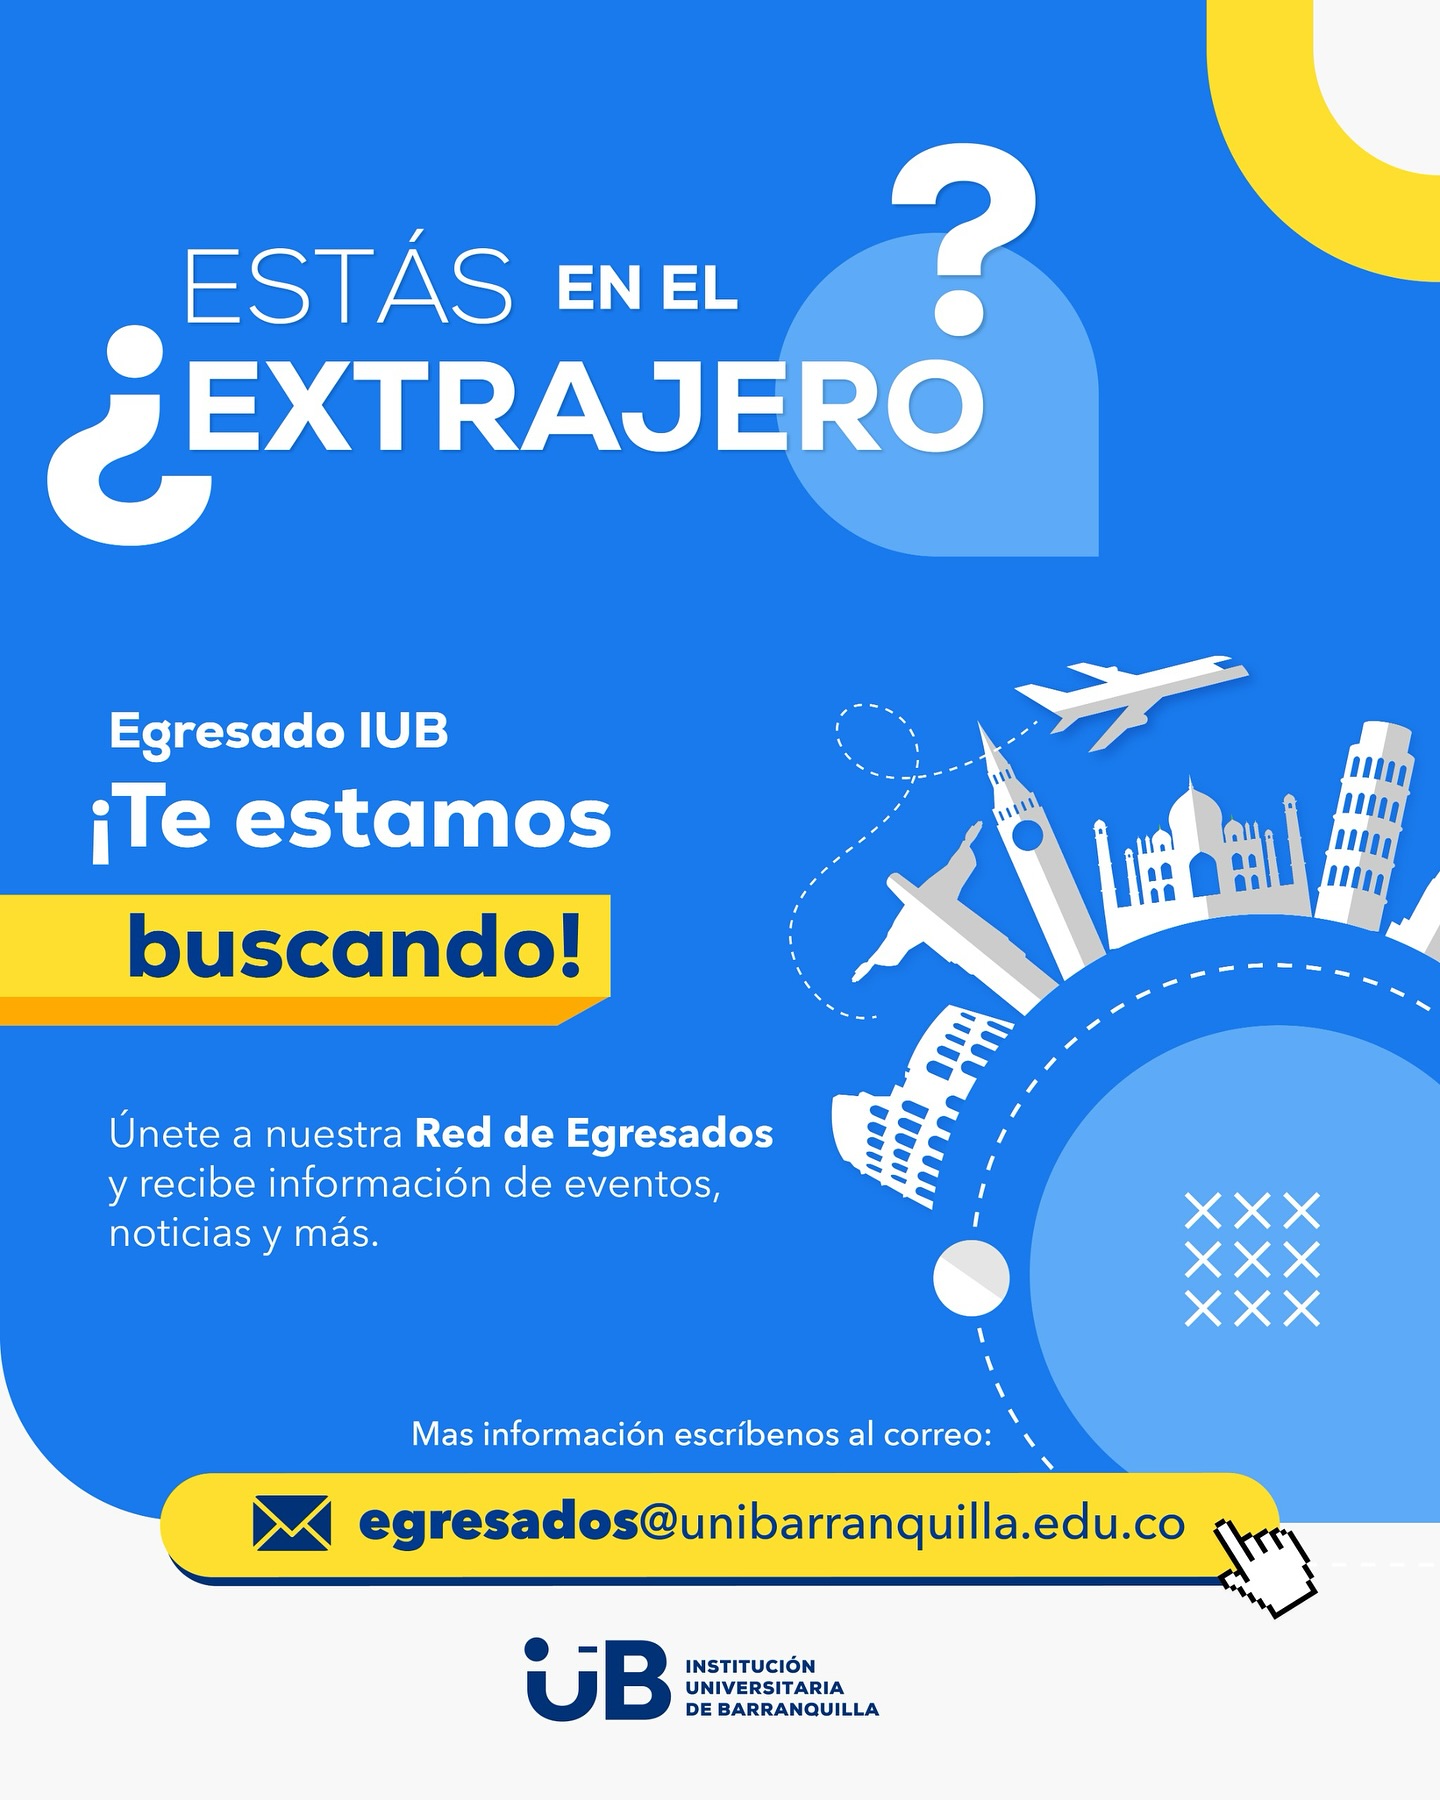 ¿ESTÁS EN EL
EXTRAJERO?
Egresado IUB
¡Te estamos
buscando!
Únete a nuestra Red de Egresados
y recibe información de eventos,
noticias y más.
Mas información escríbenos al correo:
egresados@unibarranquilla.edu.co
IUB
INSTITUCIÓN
UNIVERSITARIA
DE BARRANQUILLA